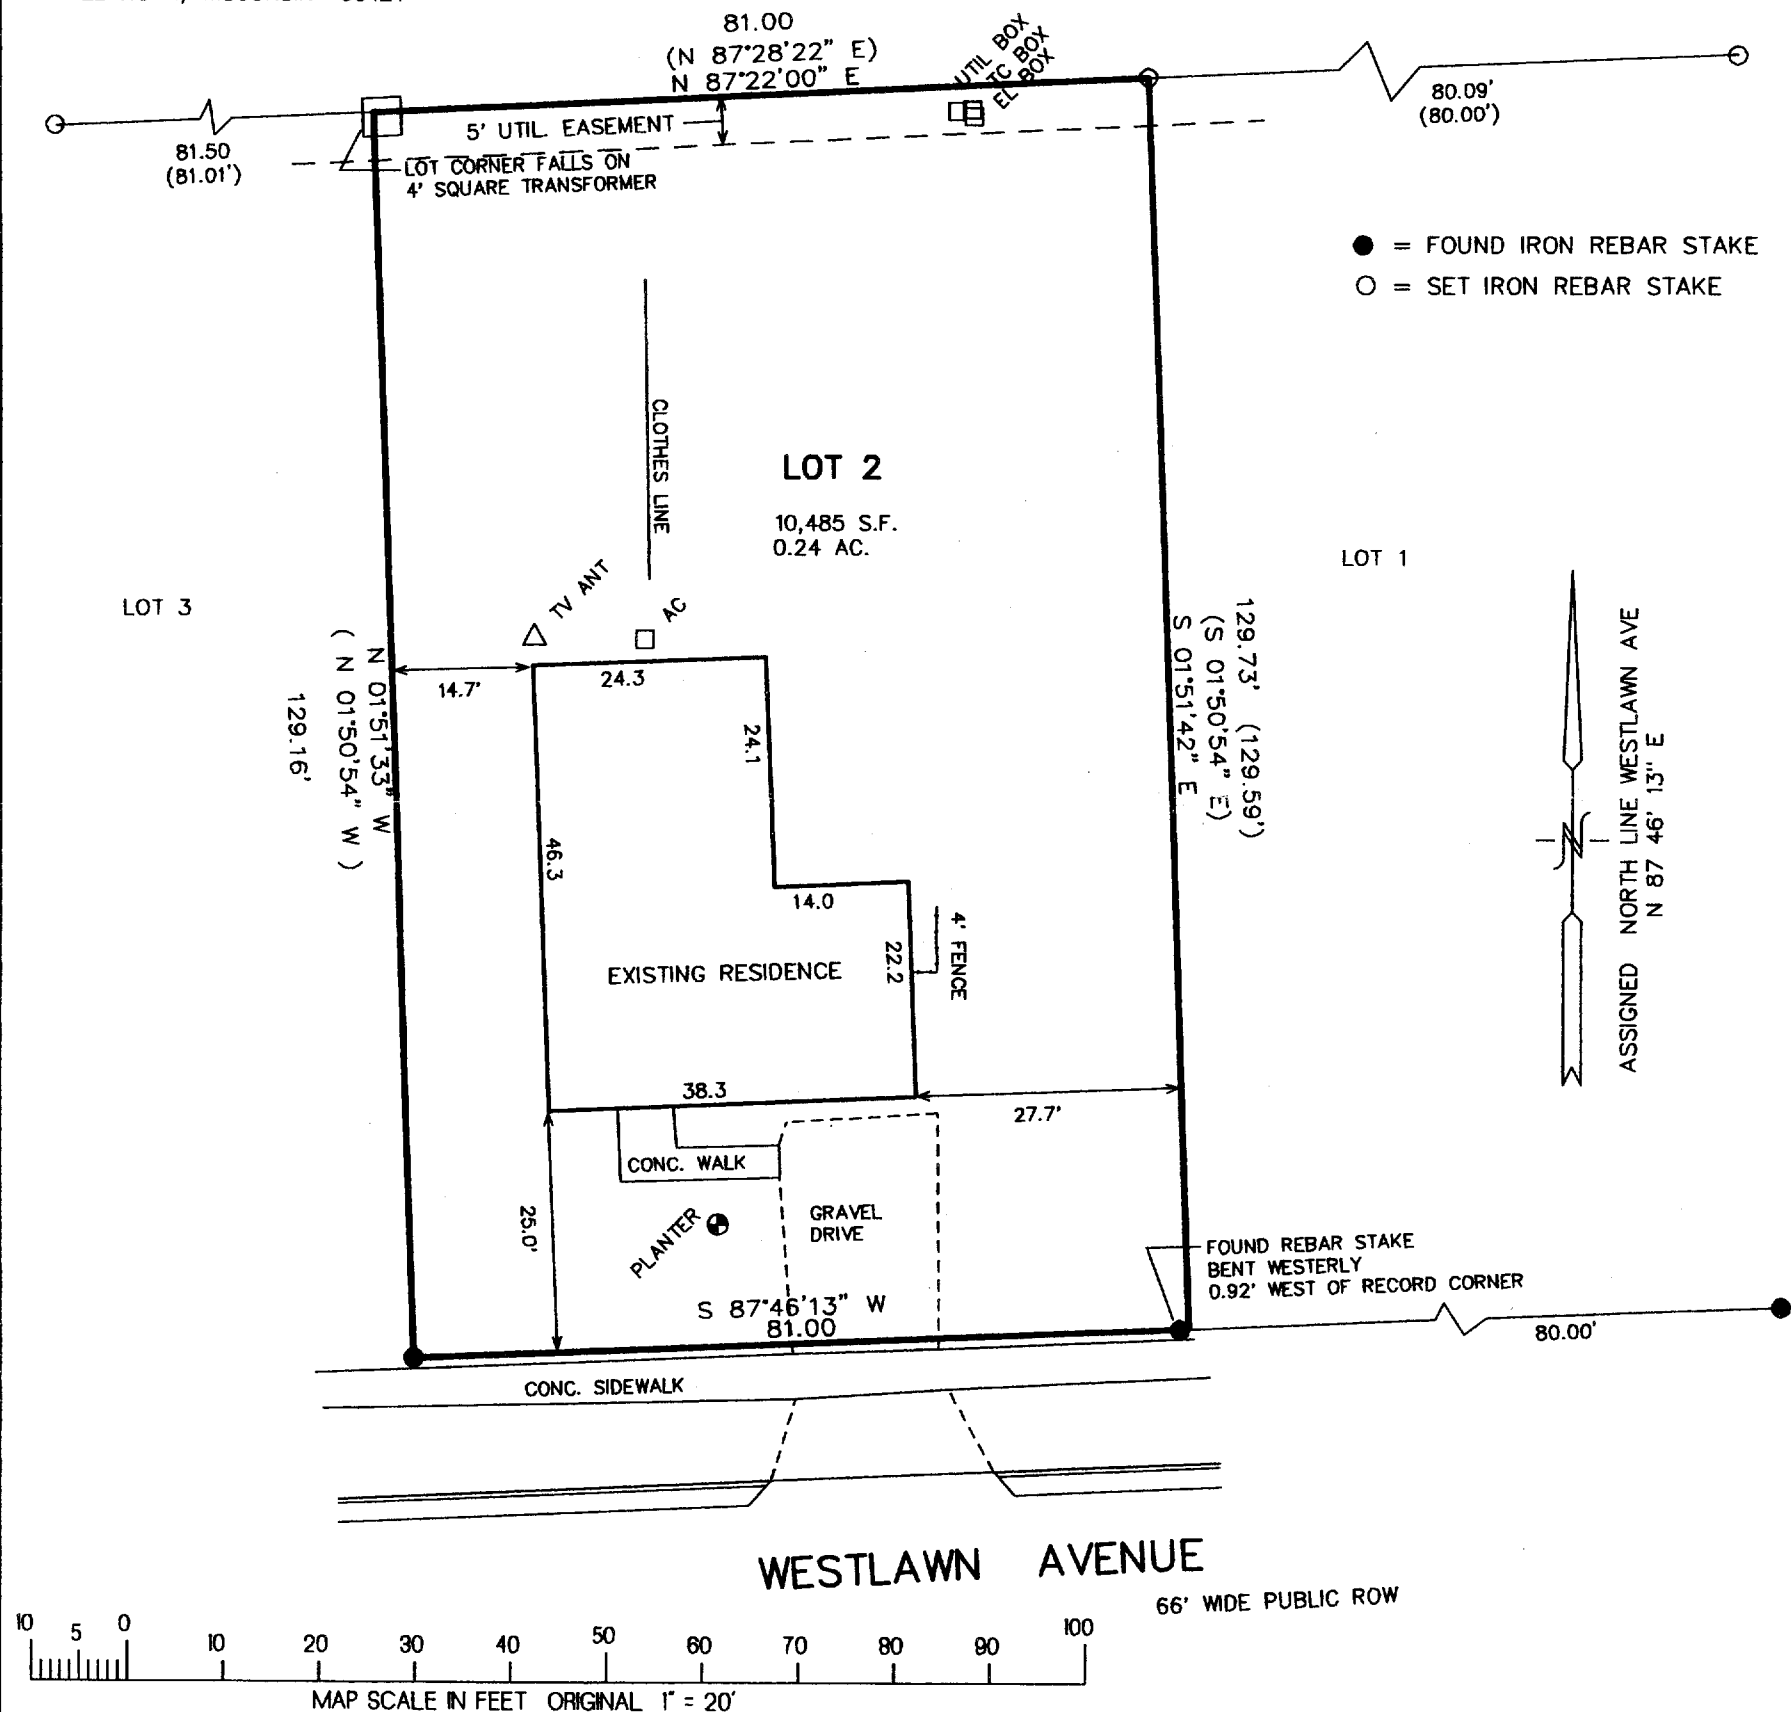 81.00
(N 87°28'22" E)
N 87°22'00" E
UTIL BOX
TC BOX
EL BOX
80.09'
(80.00')
81.50
(81.01')
5' UTIL. EASEMENT
LOT CORNER FALLS ON
4' SQUARE TRANSFORMER
● = FOUND IRON REBAR STAKE
○ = SET IRON REBAR STAKE
CLOTHES LINE
LOT 2
10,485 S.F.
0.24 AC.
LOT 1
LOT 3
TV ANT
AC
N 01°51'33" W
( N 01°50'54" W )
129.16'
14.7'
24.3
24.1
129.73' (129.59')
(S 01°50'54" E)
S 01°51'42" E
ASSIGNED NORTH LINE WESTLAWN AVE
N 87 46' 13" E
N
46.3
14.0
22.2
4' FENCE
EXISTING RESIDENCE
38.3
27.7'
CONC. WALK
25.0'
PLANTER
GRAVEL
DRIVE
FOUND REBAR STAKE
BENT WESTERLY
0.92' WEST OF RECORD CORNER
S 87°46'13" W
81.00
80.00'
CONC. SIDEWALK
WESTLAWN AVENUE
66' WIDE PUBLIC ROW
10 5 0 10 20 30 40 50 60 70 80 90 100
MAP SCALE IN FEET ORIGINAL 1" = 20'